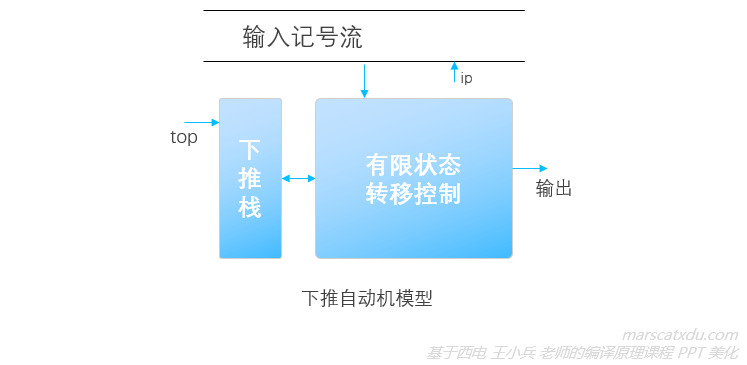 输入记号流
ip
top
下
推
栈
有限状态
转移控制
输出
下推自动机模型
marscatxdu.com
基于西电 王小兵 老师的编译原理课程 PPT 美化